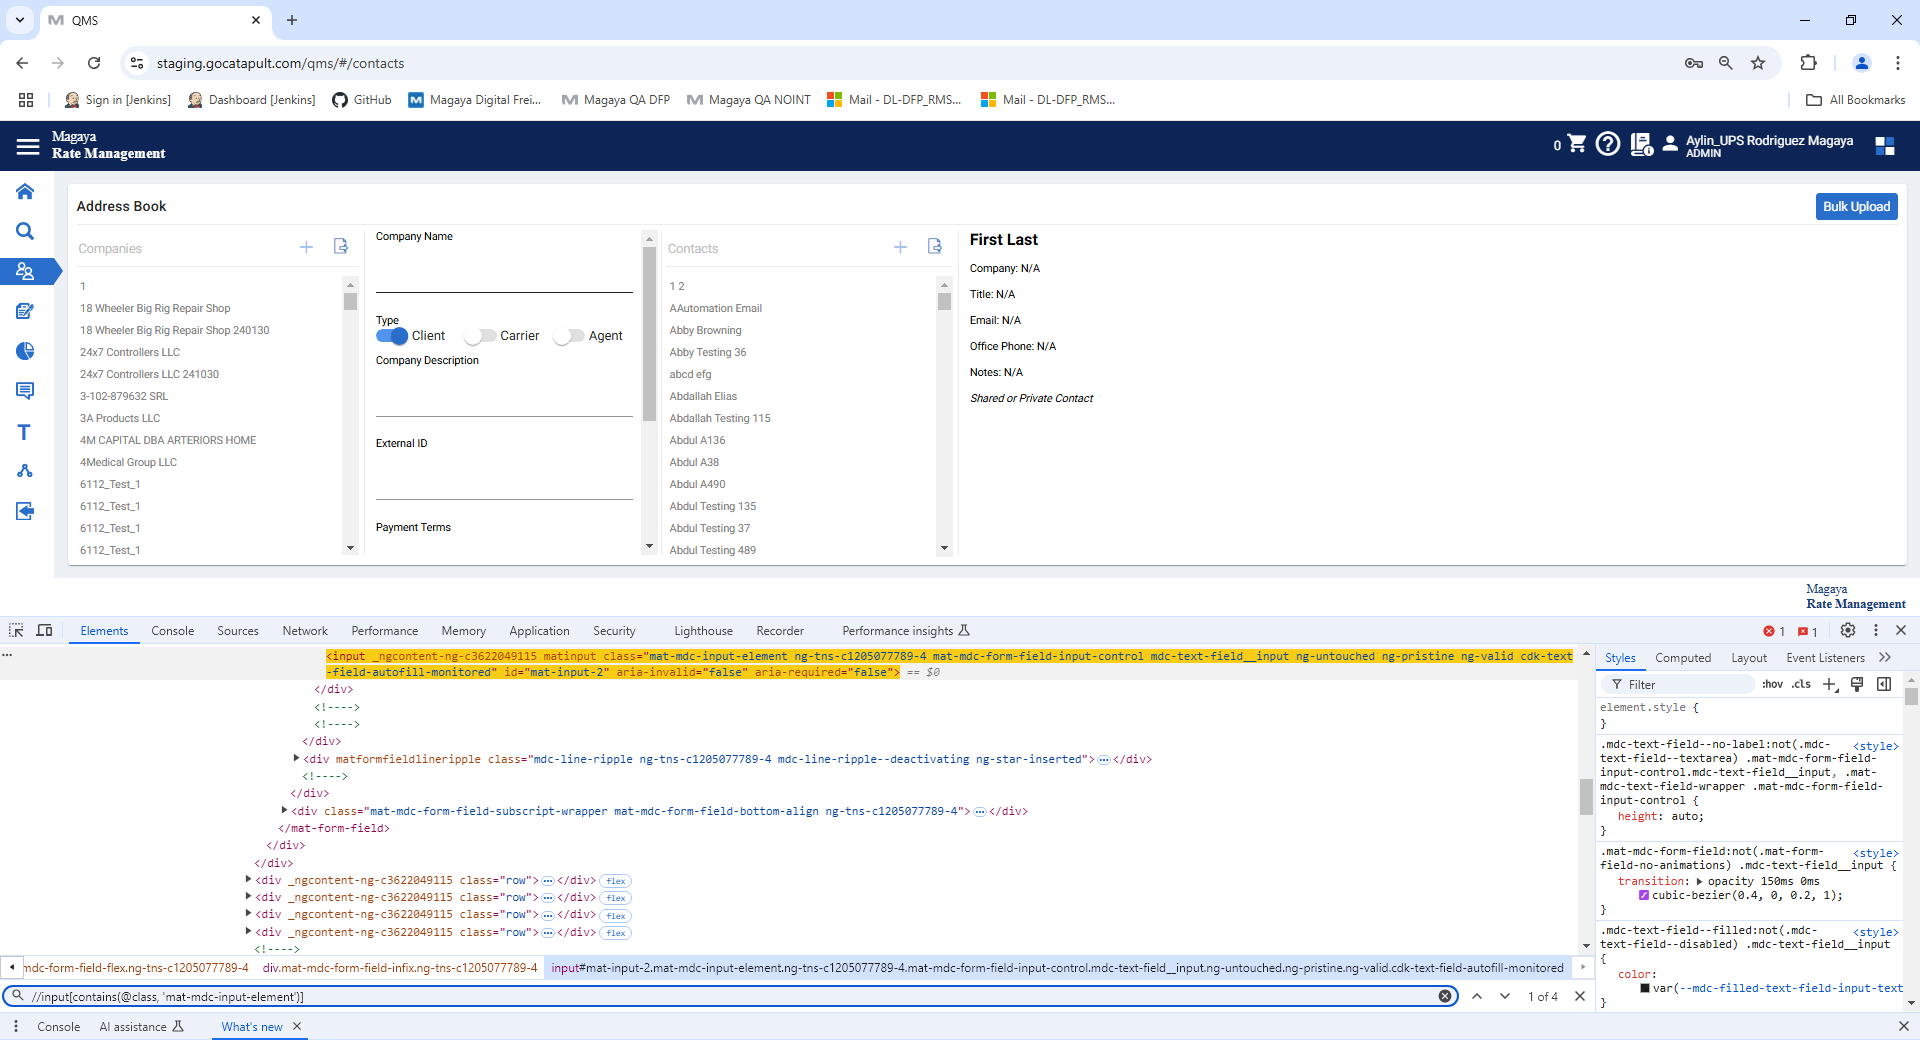 QMS
staging.gocatapult.com/qms/#/contacts
Sign in [Jenkins]
Dashboard [Jenkins]
GitHub
Magaya Digital Frei...
Magaya QA DFP
Magaya QA NOINT
Mail - DL-DFP_RMS...
Mail - DL-DFP_RMS...
All Bookmarks
Magaya
Rate Management
0
Aylin_UPS Rodriguez Magaya
ADMIN
Address Book
Bulk Upload
Companies
1
18 Wheeler Big Rig Repair Shop
18 Wheeler Big Rig Repair Shop 240130
24x7 Controllers LLC
24x7 Controllers LLC 241030
3-102-879632 SRL
3A Products LLC
4M CAPITAL DBA ARTERIORS HOME
4Medical Group LLC
6112_Test_1
6112_Test_1
6112_Test_1
6112_Test_1
Company Name
Type
Client
Carrier
Agent
Company Description
External ID
Payment Terms
Contacts
1 2
AAutomation Email
Abby Browning
Abby Testing 36
abcd efg
Abdallah Elias
Abdallah Testing 115
Abdul A136
Abdul A38
Abdul A490
Abdul Testing 135
Abdul Testing 37
Abdul Testing 489
First Last
Company: N/A
Title: N/A
Email: N/A
Office Phone: N/A
Notes: N/A
Shared or Private Contact
Magaya
Rate Management
Elements
Console
Sources
Network
Performance
Memory
Application
Security
Lighthouse
Recorder
Performance insights
1
1
<input _ngcontent-ng-c3622049115 matinput class="mat-mdc-input-element ng-tns-c1205077789-4 mat-mdc-form-field-input-control mdc-text-field__input ng-untouched ng-pristine ng-valid cdk-text
-field-autofill-monitored" id="mat-input-2" aria-invalid="false" aria-required="false"> == $0
</div>
<!---->
<!---->
</div>
<div matformfieldlineripple class="mdc-line-ripple ng-tns-c1205077789-4 mdc-line-ripple--deactivating ng-star-inserted">…</div>
<!---->
</div>
<div class="mat-mdc-form-field-subscript-wrapper mat-mdc-form-field-bottom-align ng-tns-c1205077789-4">…</div>
</mat-form-field>
</div>
</div>
<div _ngcontent-ng-c3622049115 class="row">…</div> flex
<div _ngcontent-ng-c3622049115 class="row">…</div> flex
<div _ngcontent-ng-c3622049115 class="row">…</div> flex
<div _ngcontent-ng-c3622049115 class="row">…</div> flex
<!---->
mdc-form-field-flex.ng-tns-c1205077789-4
div.mat-mdc-form-field-infix.ng-tns-c1205077789-4
input#mat-input-2.mat-mdc-input-element.ng-tns-c1205077789-4.mat-mdc-form-field-input-control.mdc-text-field__input.ng-untouched.ng-pristine.ng-valid.cdk-text-field-autofill-monitored
//input[contains(@class, 'mat-mdc-input-element')]
1 of 4
Styles
Computed
Layout
Event Listeners
Filter
:hov
.cls
element.style {
}
.mdc-text-field--no-label:not(.mdc- <style>
text-field--textarea) .mat-mdc-form-field-
input-control.mdc-text-field__input, .mat-
mdc-text-field-wrapper .mat-mdc-form-field-
input-control {
height: auto;
}
.mat-mdc-form-field:not(.mat-form- <style>
field-no-animations) .mdc-text-field__input {
transition: opacity 150ms 0ms
cubic-bezier(0.4, 0, 0.2, 1);
}
.mdc-text-field--filled:not(.mdc- <style>
text-field--disabled) .mdc-text-field__input
{
color:
var(--mdc-filled-text-field-input-text
}
Console
AI assistance
What's new